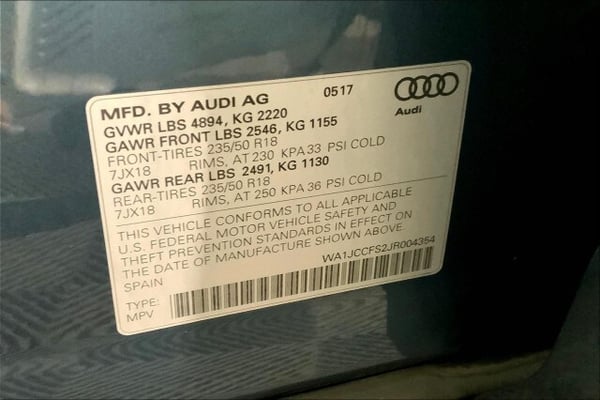 MFD. BY AUDI AG 0517
Audi
GVWR LBS 4894, KG 2220
GAWR FRONT LBS 2546, KG 1155
FRONT-TIRES 235/50 R18
7JX18 RIMS, AT 230 KPA 33 PSI COLD
GAWR REAR LBS 2491, KG 1130
REAR-TIRES 235/50 R18
7JX18 RIMS, AT 250 KPA 36 PSI COLD
THIS VEHICLE CONFORMS TO ALL APPLICABLE
U.S. FEDERAL MOTOR VEHICLE SAFETY AND
THEFT PREVENTION STANDARDS IN EFFECT ON
THE DATE OF MANUFACTURE SHOWN ABOVE.
SPAIN WA1JCCFS2JR004354
TYPE:
MPV